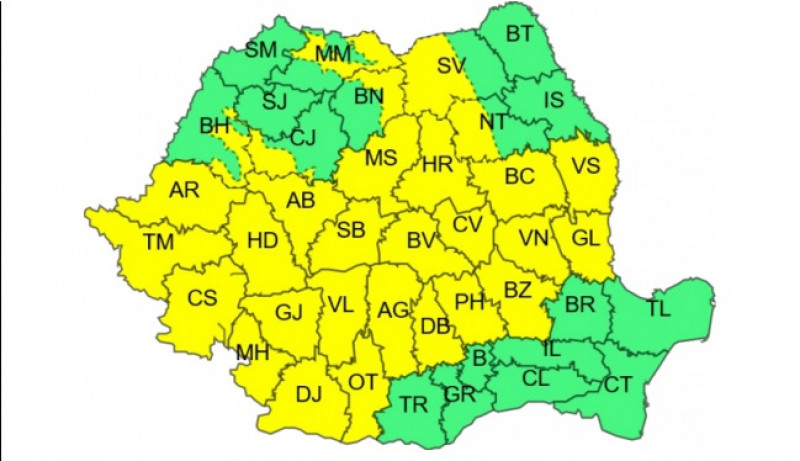 BT
SM
MM
SV
BN
IS
SJ
BH
CJ
NT
MS
HR
BC
VS
AR
AB
SB
CV
TM
HD
BV
VN
GL
CS
GJ
VL
AG
PH
BZ
BR
TL
DB
MH
B
IL
DJ
OT
TR
GR
CL
CT